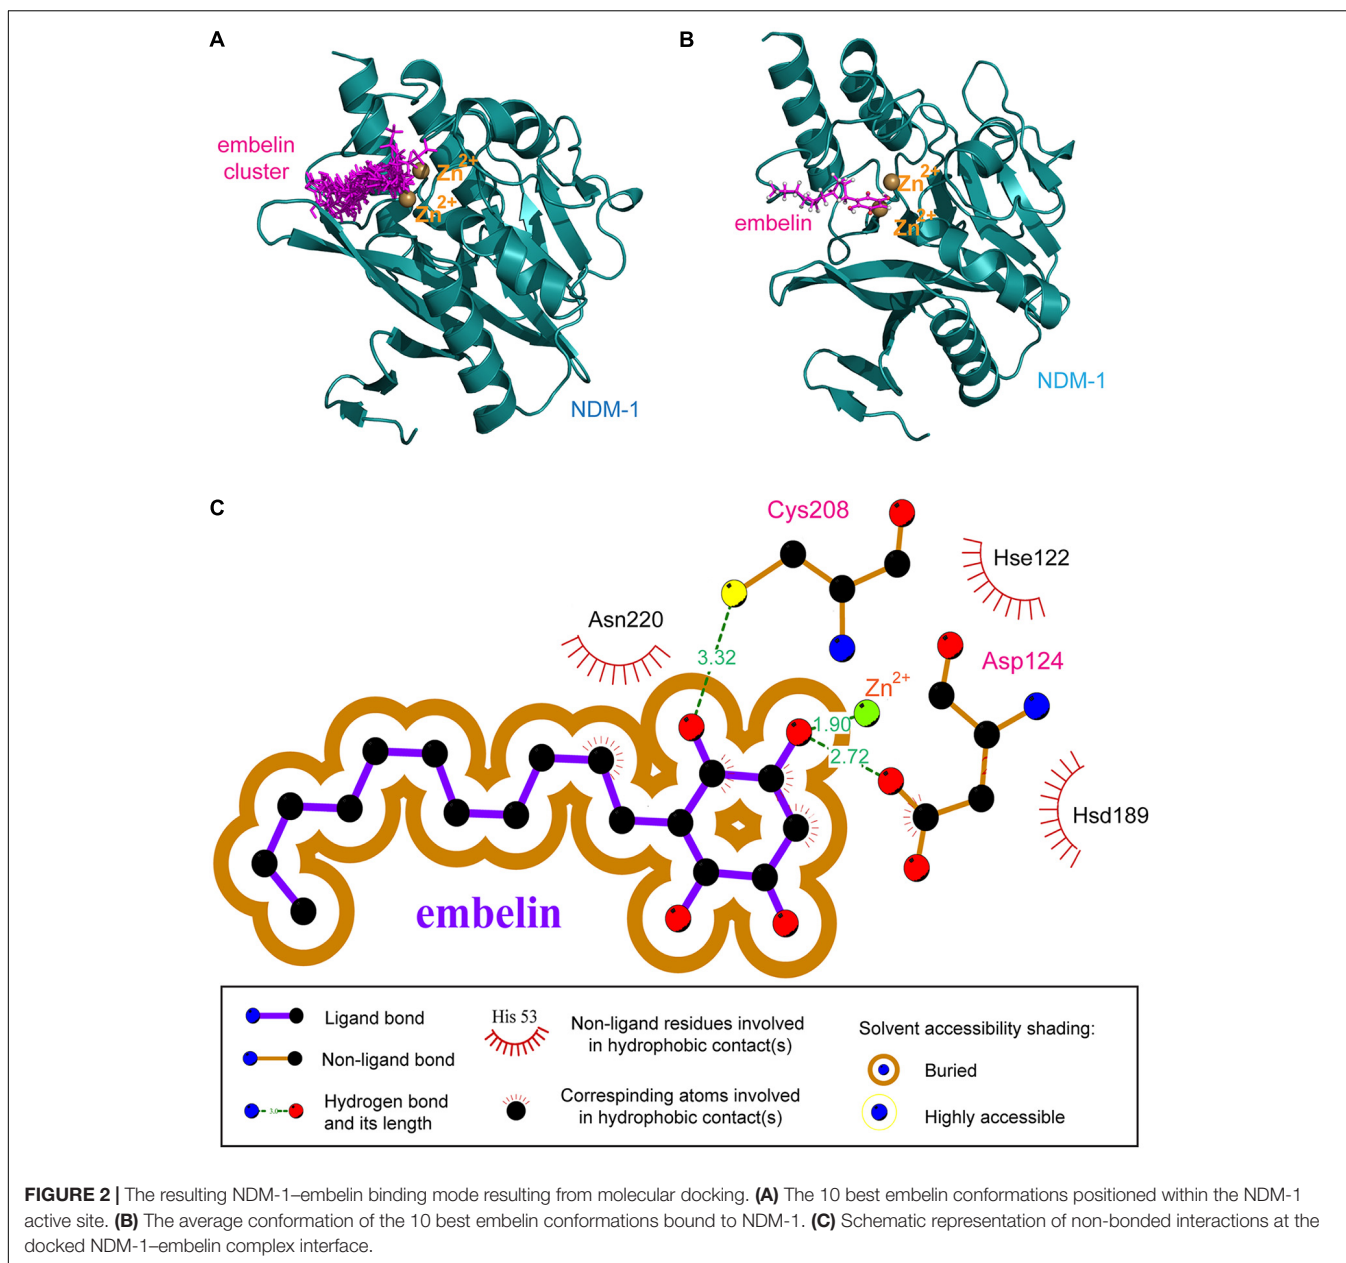 A
embelin
cluster
Zn2+
Zn2+
NDM-1
B
embelin
Zn2+
Zn2+
NDM-1
C
Cys208
Hse122
Asn220
3.32
Asp124
Zn2+
1.90
2.72
Hsd189
embelin
Ligand bond
Non-ligand bond
3.0
Hydrogen bond
and its length
His 53
Non-ligand residues involved
in hydrophobic contact(s)
Correspinding atoms involved
in hydrophobic contact(s)
Solvent accessibility shading:
Buried
Highly accessible
FIGURE 2 | The resulting NDM-1–embelin binding mode resulting from molecular docking. (A) The 10 best embelin conformations positioned within the NDM-1
active site. (B) The average conformation of the 10 best embelin conformations bound to NDM-1. (C) Schematic representation of non-bonded interactions at the
docked NDM-1–embelin complex interface.